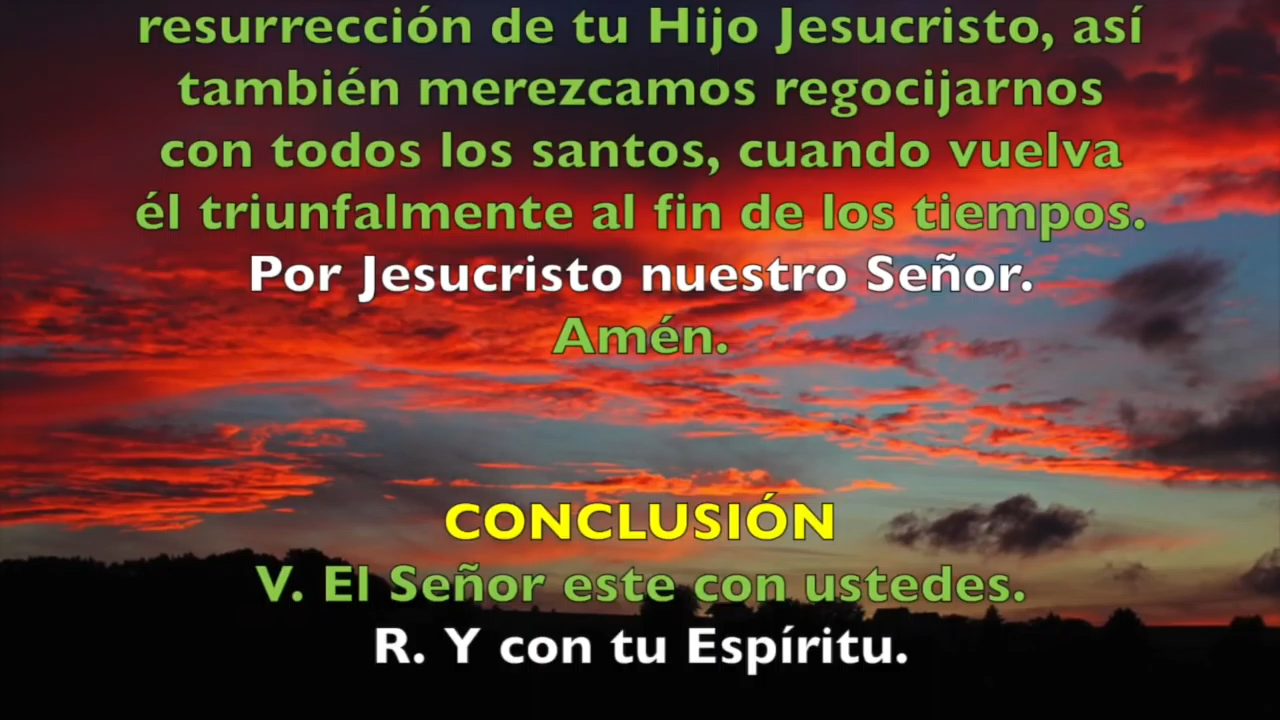 resurrección de tu Hijo Jesucristo, así
también merezcamos regocijarnos
con todos los santos, cuando vuelva
él triunfalmente al fin de los tiempos.
Por Jesucristo nuestro Señor.
Amén.
CONCLUSIÓN
V. El Señor este con ustedes.
R. Y con tu Espíritu.